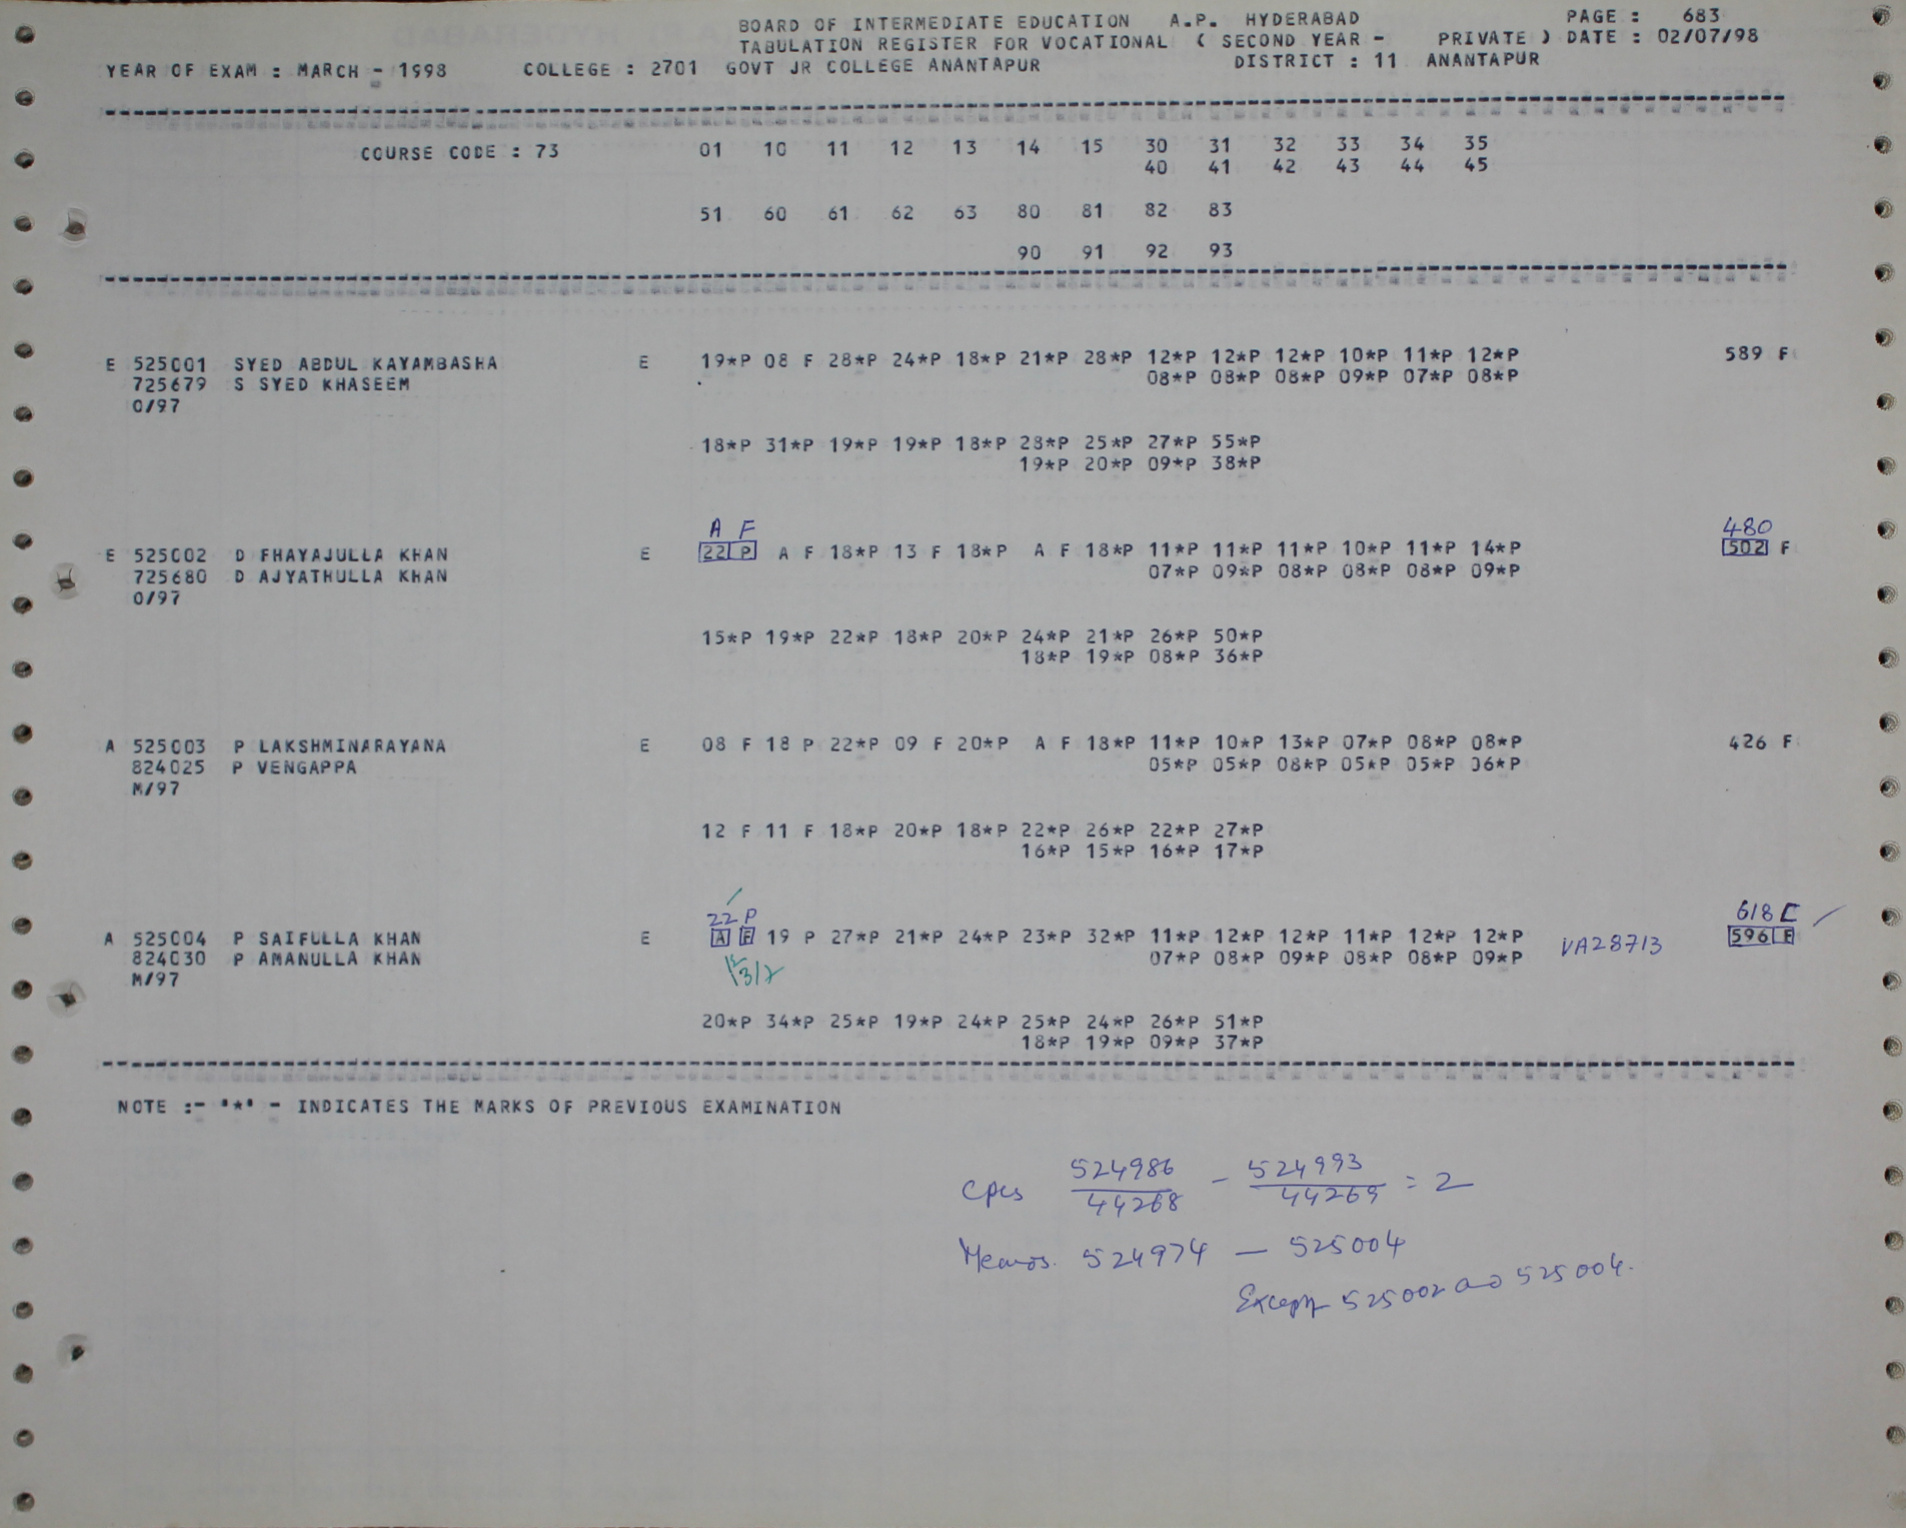 BOARD OF INTERMEDIATE EDUCATION A.P. HYDERABAD PAGE : 683
TABULATION REGISTER FOR VOCATIONAL ( SECOND YEAR - PRIVATE ) DATE : 02/07/98
YEAR OF EXAM : MARCH - 1998 COLLEGE : 2701 GOVT JR COLLEGE ANANTAPUR DISTRICT : 11 ANANTAPUR
COURSE CODE : 73 01 10 11 12 13 14 15 30 31 32 33 34 35
40 41 42 43 44 45
51 60 61 62 63 80 81 82 83
90 91 92 93
E 525001 SYED ABDUL KAYAMBASHA E 19*P 08 F 28*P 24*P 18*P 21*P 28*P 12*P 12*P 12*P 10*P 11*P 12*P 589 F
725679 S SYED KHASEEM 08*P 08*P 08*P 09*P 07*P 08*P
O/97
18*P 31*P 19*P 19*P 18*P 28*P 25*P 27*P 55*P
19*P 20*P 09*P 38*P
A F 480
E 525002 D FHAYAJULLA KHAN E 22 P A F 18*P 13 F 18*P A F 18*P 11*P 11*P 11*P 10*P 11*P 14*P 502 F
725680 D AJYATHULLA KHAN 07*P 09*P 08*P 08*P 08*P 09*P
O/97
15*P 19*P 22*P 18*P 20*P 24*P 21*P 26*P 50*P
18*P 19*P 08*P 36*P
A 525003 P LAKSHMINARAYANA E 08 F 18 P 22*P 09 F 20*P A F 18*P 11*P 10*P 13*P 07*P 08*P 08*P 426 F
824025 P VENGAPPA 05*P 05*P 08*P 05*P 05*P 06*P
M/97
12 F 11 F 18*P 20*P 18*P 22*P 26*P 22*P 27*P
16*P 15*P 16*P 17*P
22 P 618 C
A 525004 P SAIFULLA KHAN E A F 19 P 27*P 21*P 24*P 23*P 32*P 11*P 12*P 12*P 11*P 12*P 12*P VA28713 596 F
824030 P AMANULLA KHAN 07*P 08*P 09*P 08*P 08*P 09*P
M/97
20*P 34*P 25*P 19*P 24*P 25*P 24*P 26*P 51*P
18*P 19*P 09*P 37*P
NOTE :- '*' - INDICATES THE MARKS OF PREVIOUS EXAMINATION
cpcs 524986 - 524993 = 2
44268 44269
Memos. 524974 - 525004
Except 525002 and 525004.